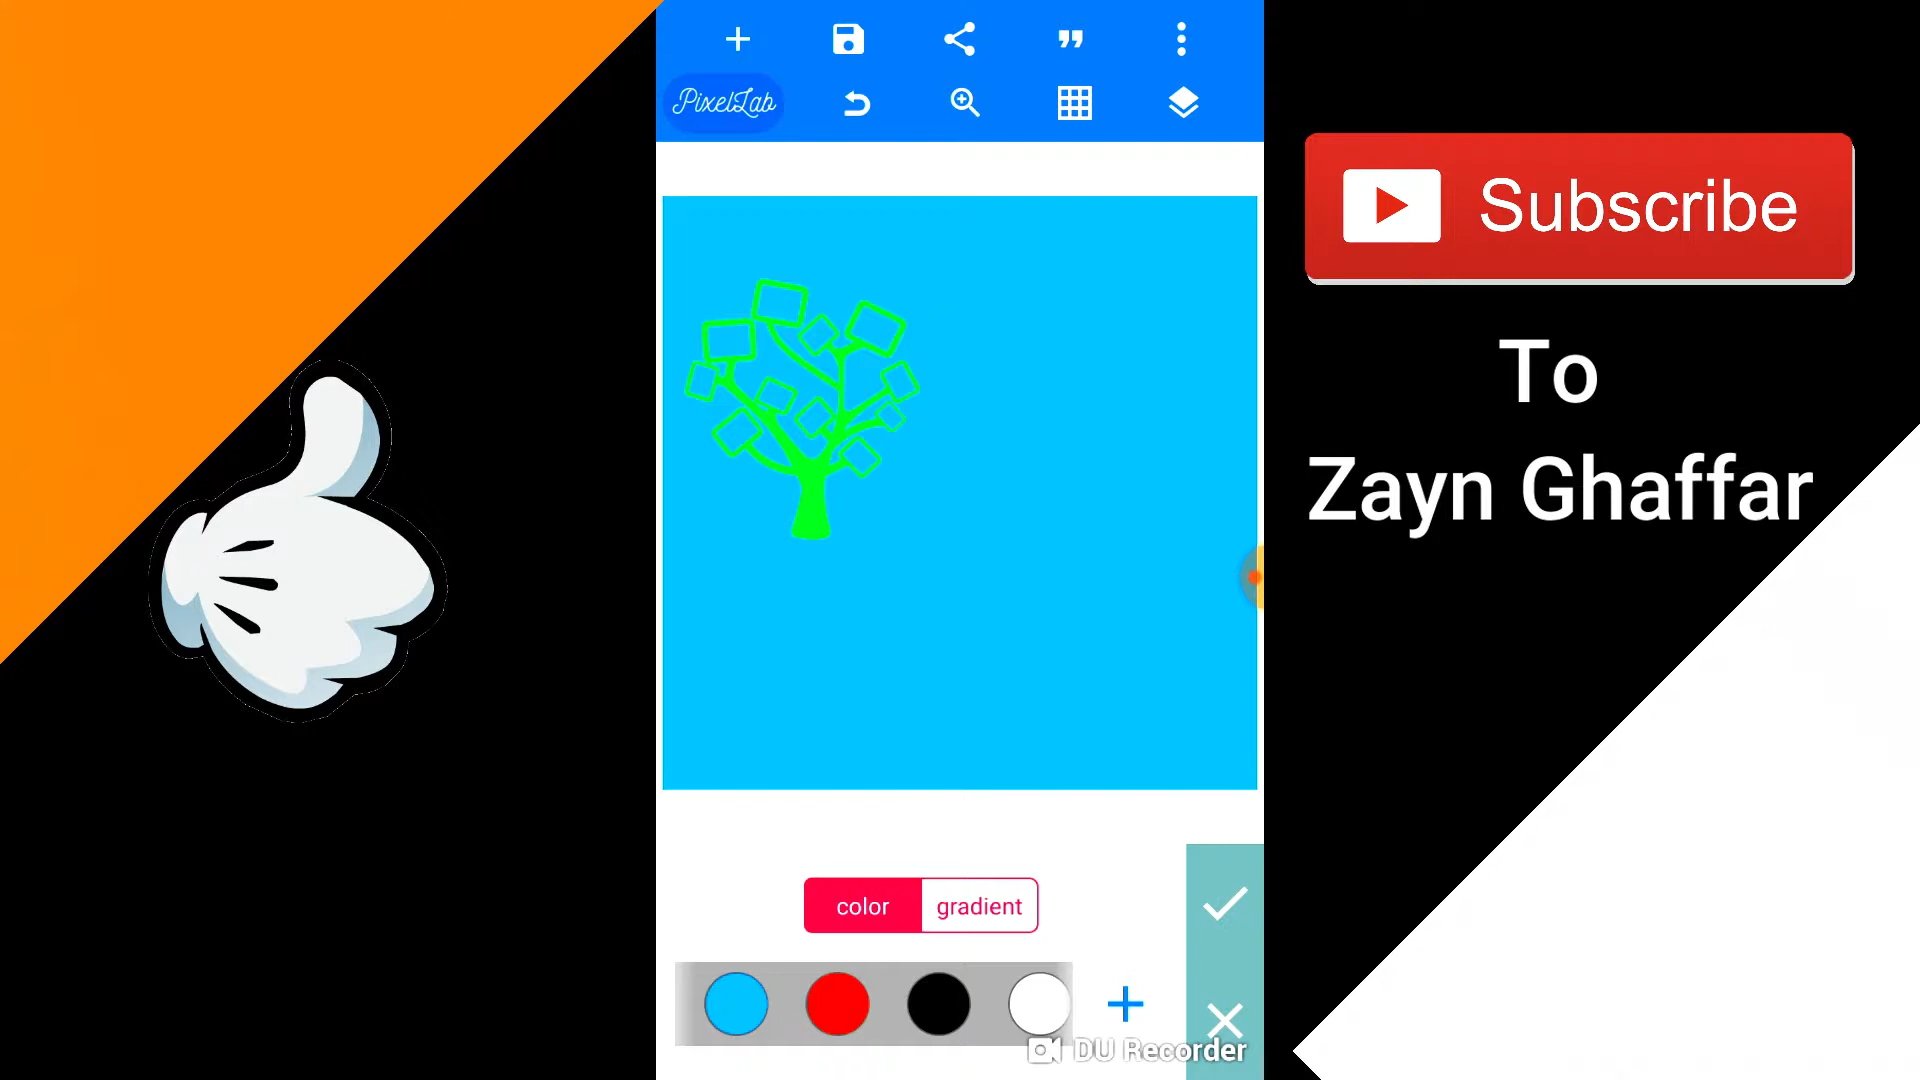 PixelLab
Subscribe
To
Zayn Ghaffar
color
gradient
DU Recorder